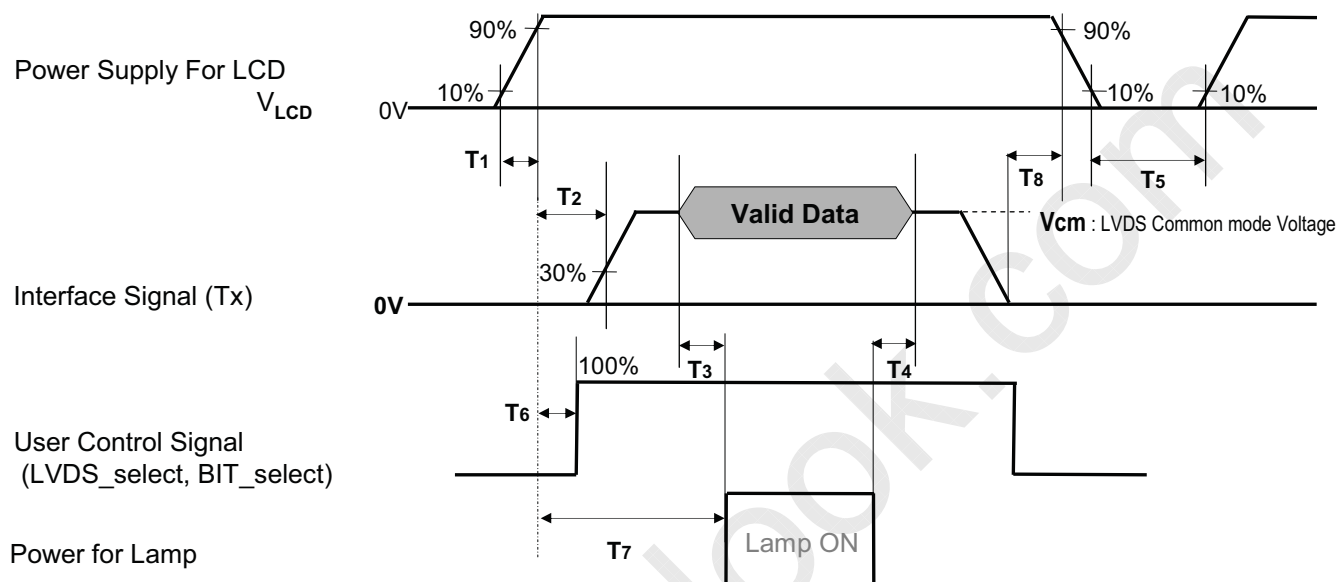 90%
90%
Power Supply For LCD
VLCD
10%
10%
10%
0V
T1
T2
T8
T5
Valid Data
Vcm : LVDS Common mode Voltage
30%
Interface Signal (Tx)
0V
100%
T3
T4
T6
User Control Signal
(LVDS_select, BIT_select)
T7
Lamp ON
Power for Lamp
look.com